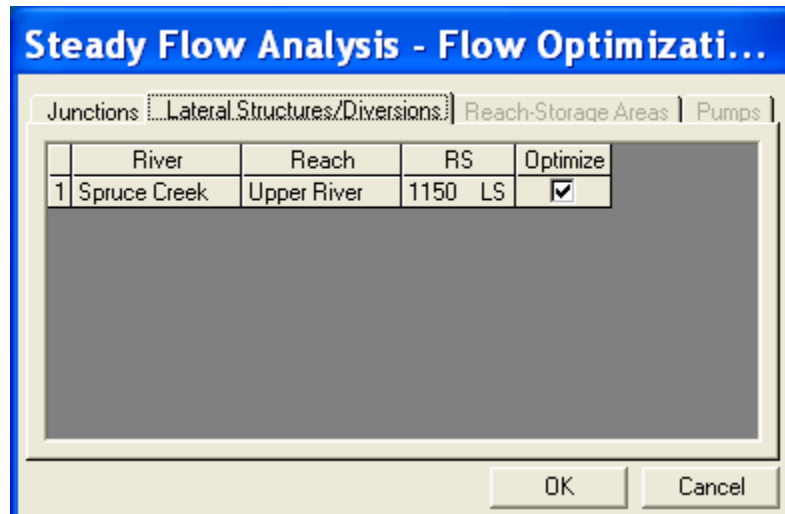 Steady Flow Analysis - Flow Optimizati...
Junctions Lateral Structures/Diversions Reach-Storage Areas Pumps
River Reach RS Optimize
1 Spruce Creek Upper River 1150 LS
OK Cancel